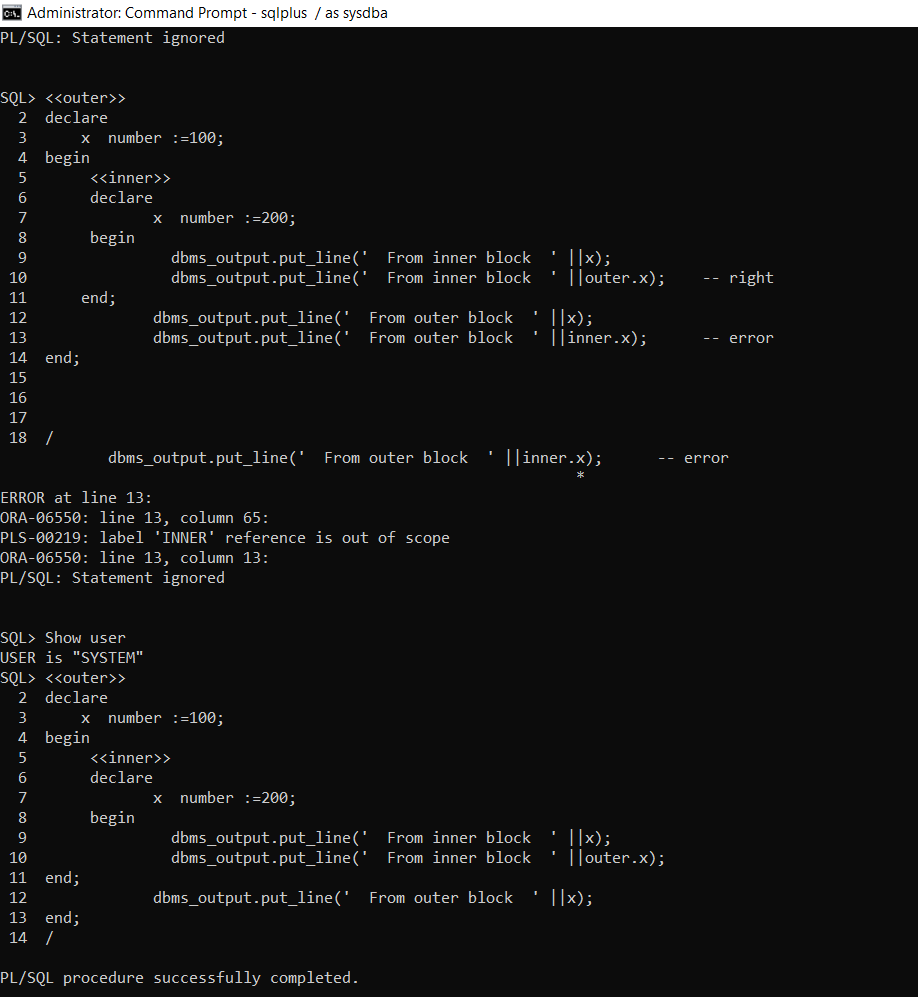 Administrator: Command Prompt - sqlplus  / as sysdba
PL/SQL: Statement ignored
SQL> <<outer>>
  2  declare
  3      x  number :=100;
  4  begin
  5       <<inner>>
  6       declare
  7              x  number :=200;
  8       begin
  9                dbms_output.put_line('  From inner block  ' ||x);
 10                dbms_output.put_line('  From inner block  ' ||outer.x);    -- right
 11      end;
 12              dbms_output.put_line('  From outer block  ' ||x);
 13              dbms_output.put_line('  From outer block  ' ||inner.x);      -- error
 14  end;
 15
 16
 17
 18  /
            dbms_output.put_line('  From outer block  ' ||inner.x);      -- error
                                                                *
ERROR at line 13:
ORA-06550: line 13, column 65:
PLS-00219: label 'INNER' reference is out of scope
ORA-06550: line 13, column 13:
PL/SQL: Statement ignored
SQL> Show user
USER is "SYSTEM"
SQL> <<outer>>
  2  declare
  3      x  number :=100;
  4  begin
  5       <<inner>>
  6       declare
  7              x  number :=200;
  8       begin
  9                dbms_output.put_line('  From inner block  ' ||x);
 10                dbms_output.put_line('  From inner block  ' ||outer.x);
 11  end;
 12              dbms_output.put_line('  From outer block  ' ||x);
 13  end;
 14  /
PL/SQL procedure successfully completed.